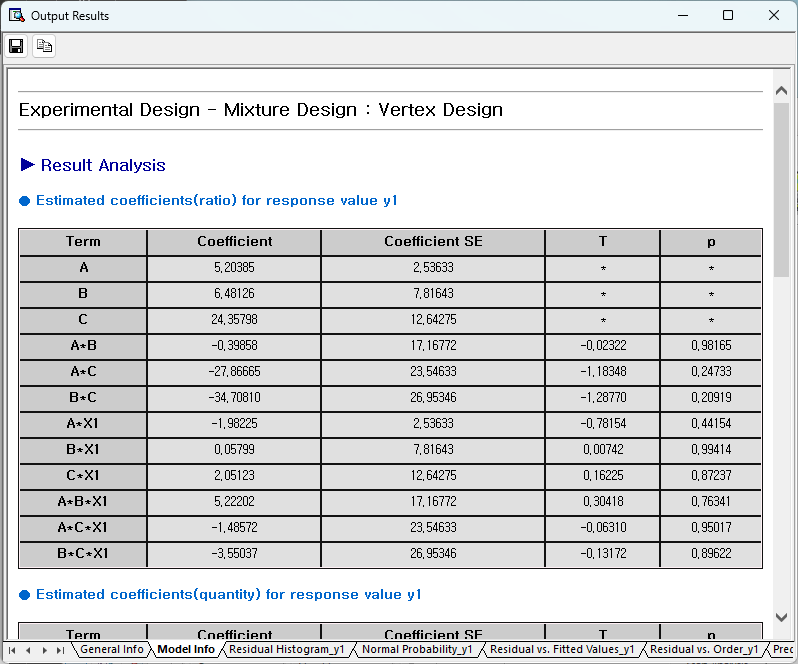 Output Results
Experimental Design - Mixture Design : Vertex Design
▶ Result Analysis
● Estimated coefficients(ratio) for response value y1
Term Coefficient Coefficient SE T p
A 5,20385 2,53633 * *
B 6,48126 7,81643 * *
C 24,35798 12,64275 * *
A*B -0,39858 17,16772 -0,02322 0,98165
A*C -27,86665 23,54633 -1,18348 0,24733
B*C -34,70810 26,95346 -1,28770 0,20919
A*X1 -1,98225 2,53633 -0,78154 0,44154
B*X1 0,05799 7,81643 0,00742 0,99414
C*X1 2,05123 12,64275 0,16225 0,87237
A*B*X1 5,22202 17,16772 0,30418 0,76341
A*C*X1 -1,48572 23,54633 -0,06310 0,95017
B*C*X1 -3,55037 26,95346 -0,13172 0,89622
● Estimated coefficients(quantity) for response value y1
Term Coefficient Coefficient SE T p
General Info Model Info Residual Histogram_y1 Normal Probability_y1 Residual vs. Fitted Values_y1 Residual vs. Order_y1 Prec